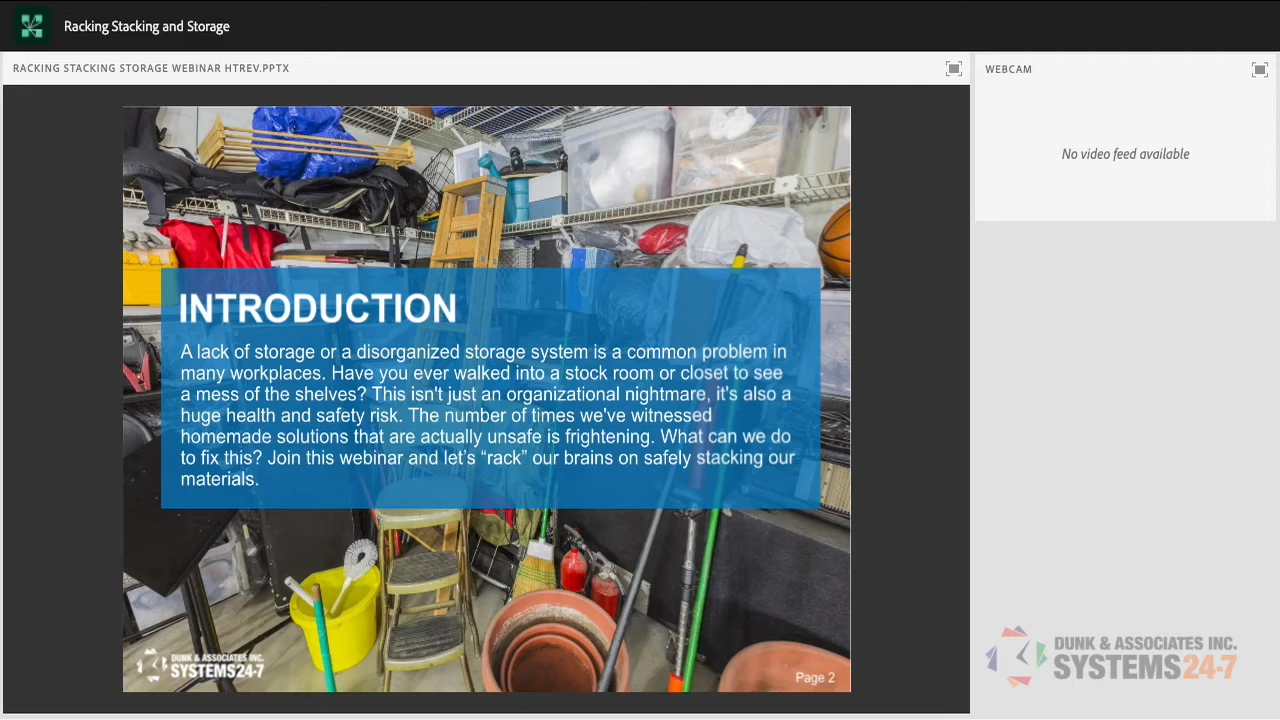 Racking Stacking and Storage
RACKING STACKING STORAGE WEBINAR HTREV.PPTX
WEBCAM
No video feed available
INTRODUCTION
A lack of storage or a disorganized storage system is a common problem in
many workplaces. Have you ever walked into a stock room or closet to see
a mess of the shelves? This isn't just an organizational nightmare, it's also a
huge health and safety risk. The number of times we've witnessed
homemade solutions that are actually unsafe is frightening. What can we do
to fix this? Join this webinar and let’s “rack” our brains on safely stacking our
materials.
DUNK & ASSOCIATES INC.
SYSTEMS24-7
Page 2
DUNK & ASSOCIATES INC.
SYSTEMS24-7